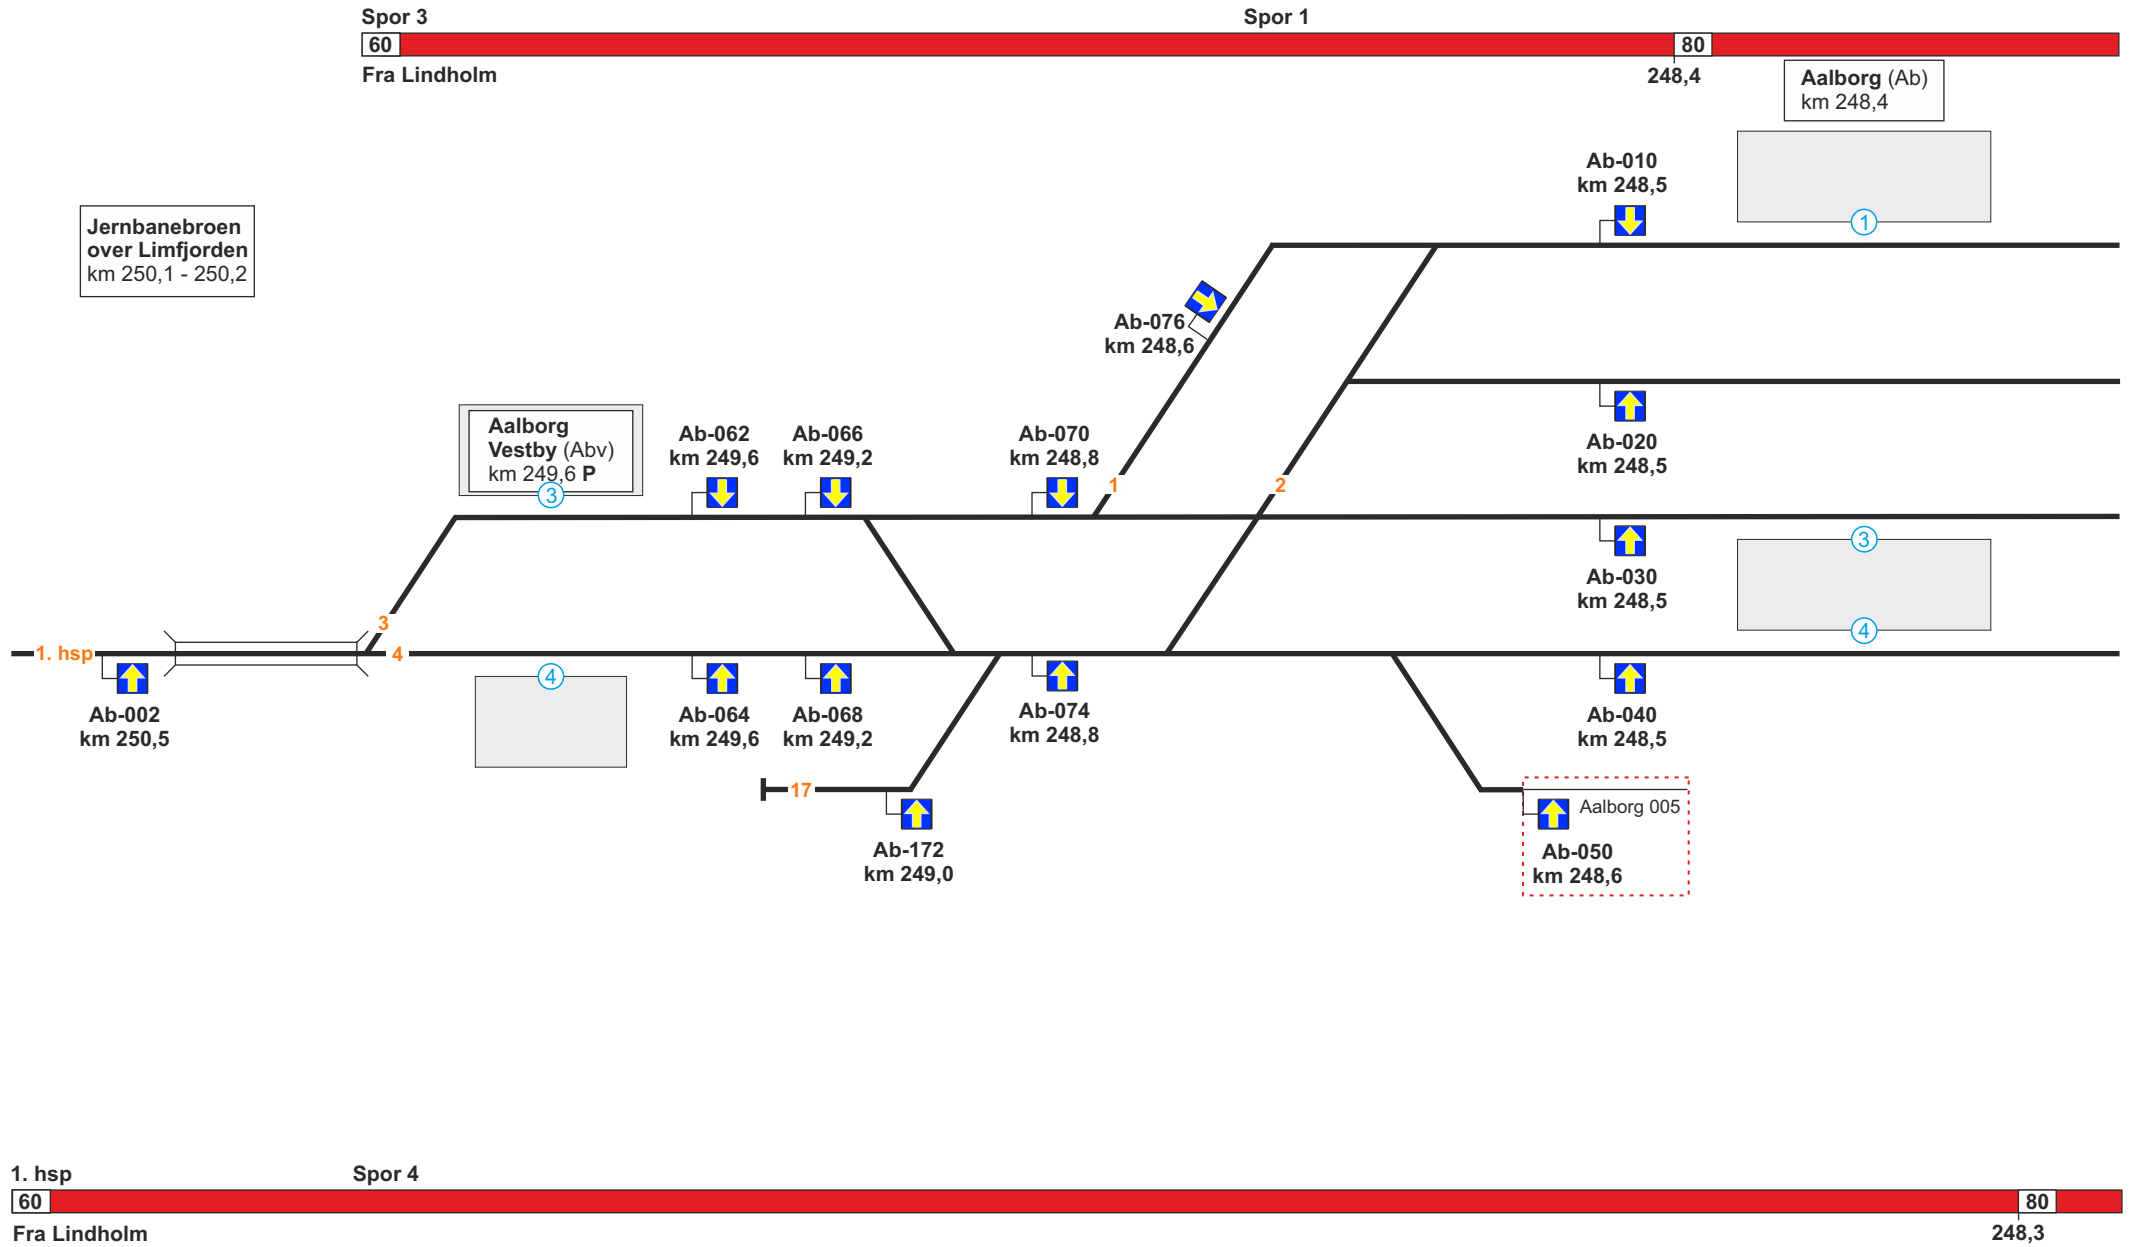 Spor 3
Spor 1
60
80
Fra Lindholm
248,4
Aalborg (Ab)
km 248,4
Ab-010
km 248,5
1
Jernbanebroen
over Limfjorden
km 250,1 - 250,2
Ab-076
km 248,6
Aalborg
Vestby (Abv)
km 249,6 P
3
Ab-062
km 249,6
Ab-066
km 249,2
Ab-070
km 248,8
1
2
Ab-020
km 248,5
3
Ab-030
km 248,5
4
3
1. hsp
4
4
Ab-002
km 250,5
Ab-064
km 249,6
Ab-068
km 249,2
Ab-074
km 248,8
Ab-040
km 248,5
17
Ab-172
km 249,0
Aalborg 005
Ab-050
km 248,6
1. hsp
Spor 4
60
80
Fra Lindholm
248,3